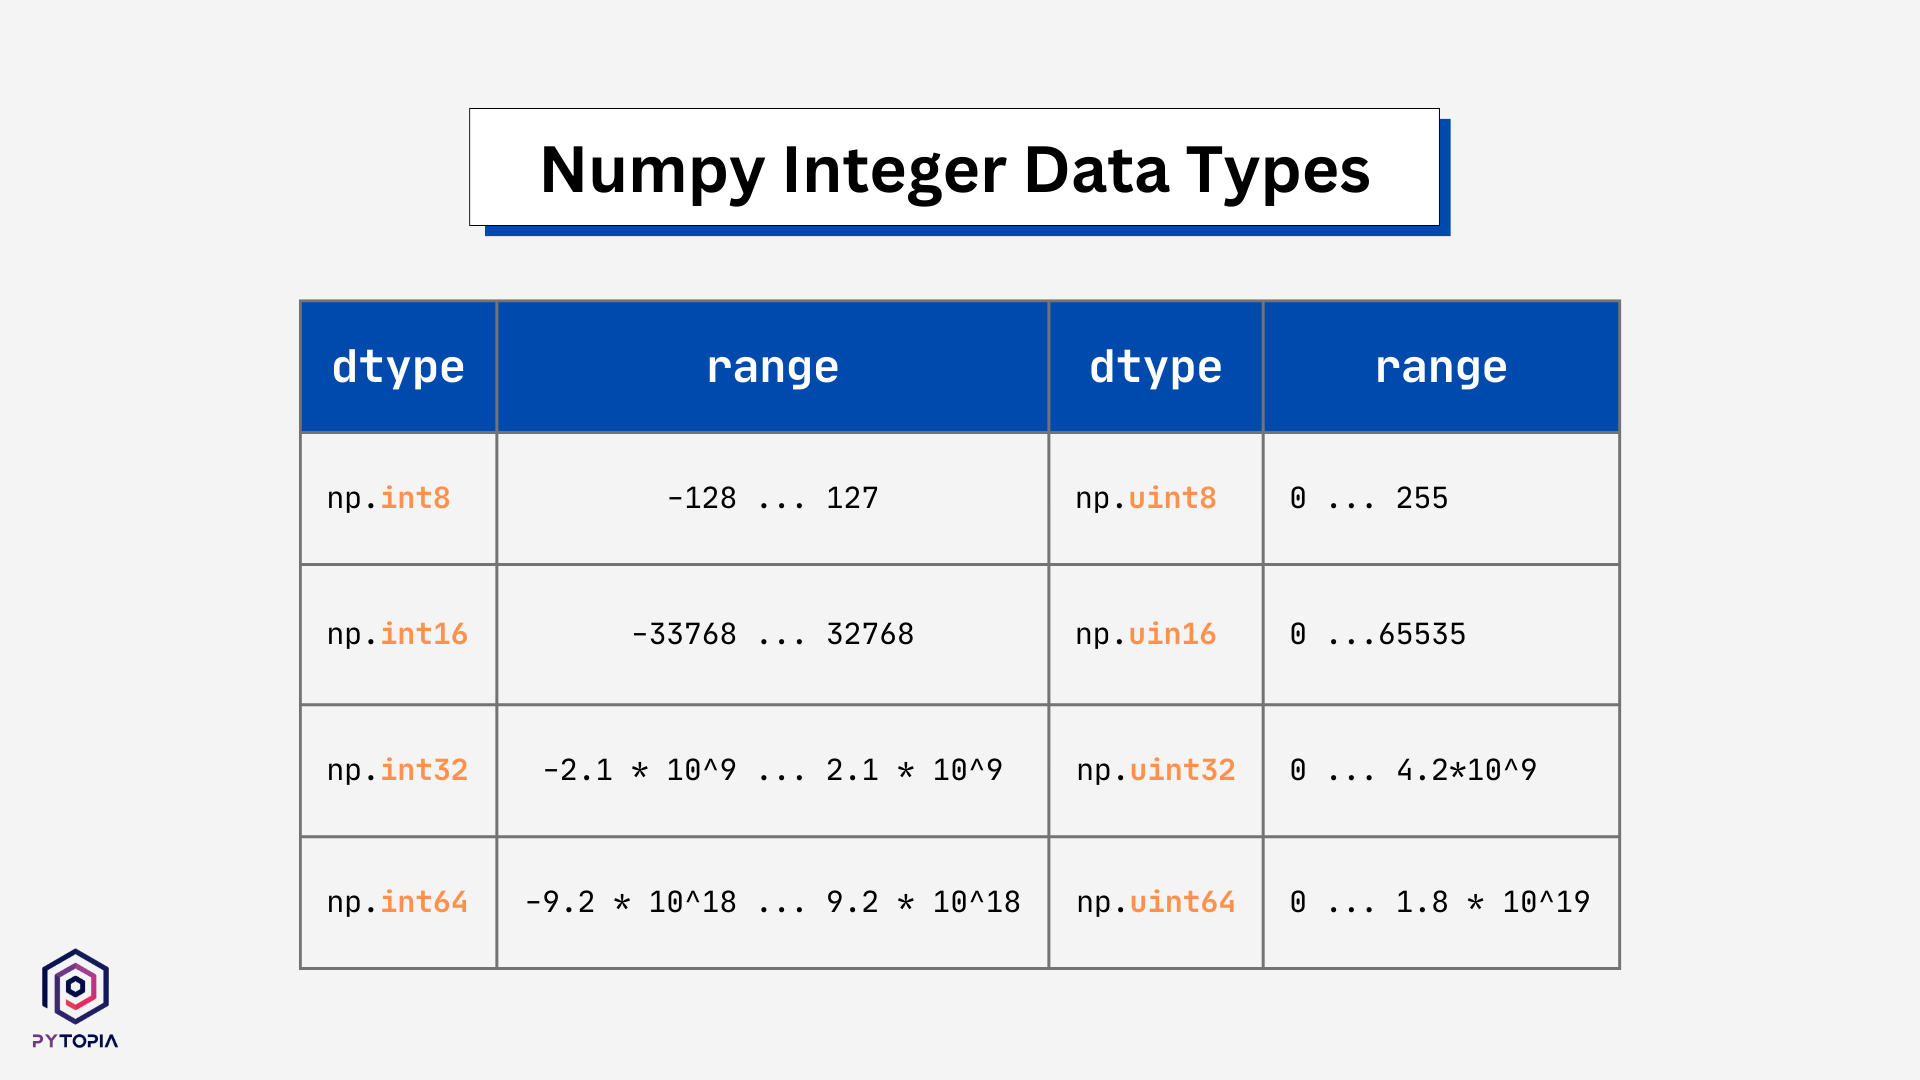 Numpy Integer Data Types
dtype range dtype range
np.int8 -128 ... 127 np.uint8 0 ... 255
np.int16 -33768 ... 32768 np.uin16 0 ...65535
np.int32 -2.1 * 10^9 ... 2.1 * 10^9 np.uint32 0 ... 4.2*10^9
np.int64 -9.2 * 10^18 ... 9.2 * 10^18 np.uint64 0 ... 1.8 * 10^19
PYTOPIA